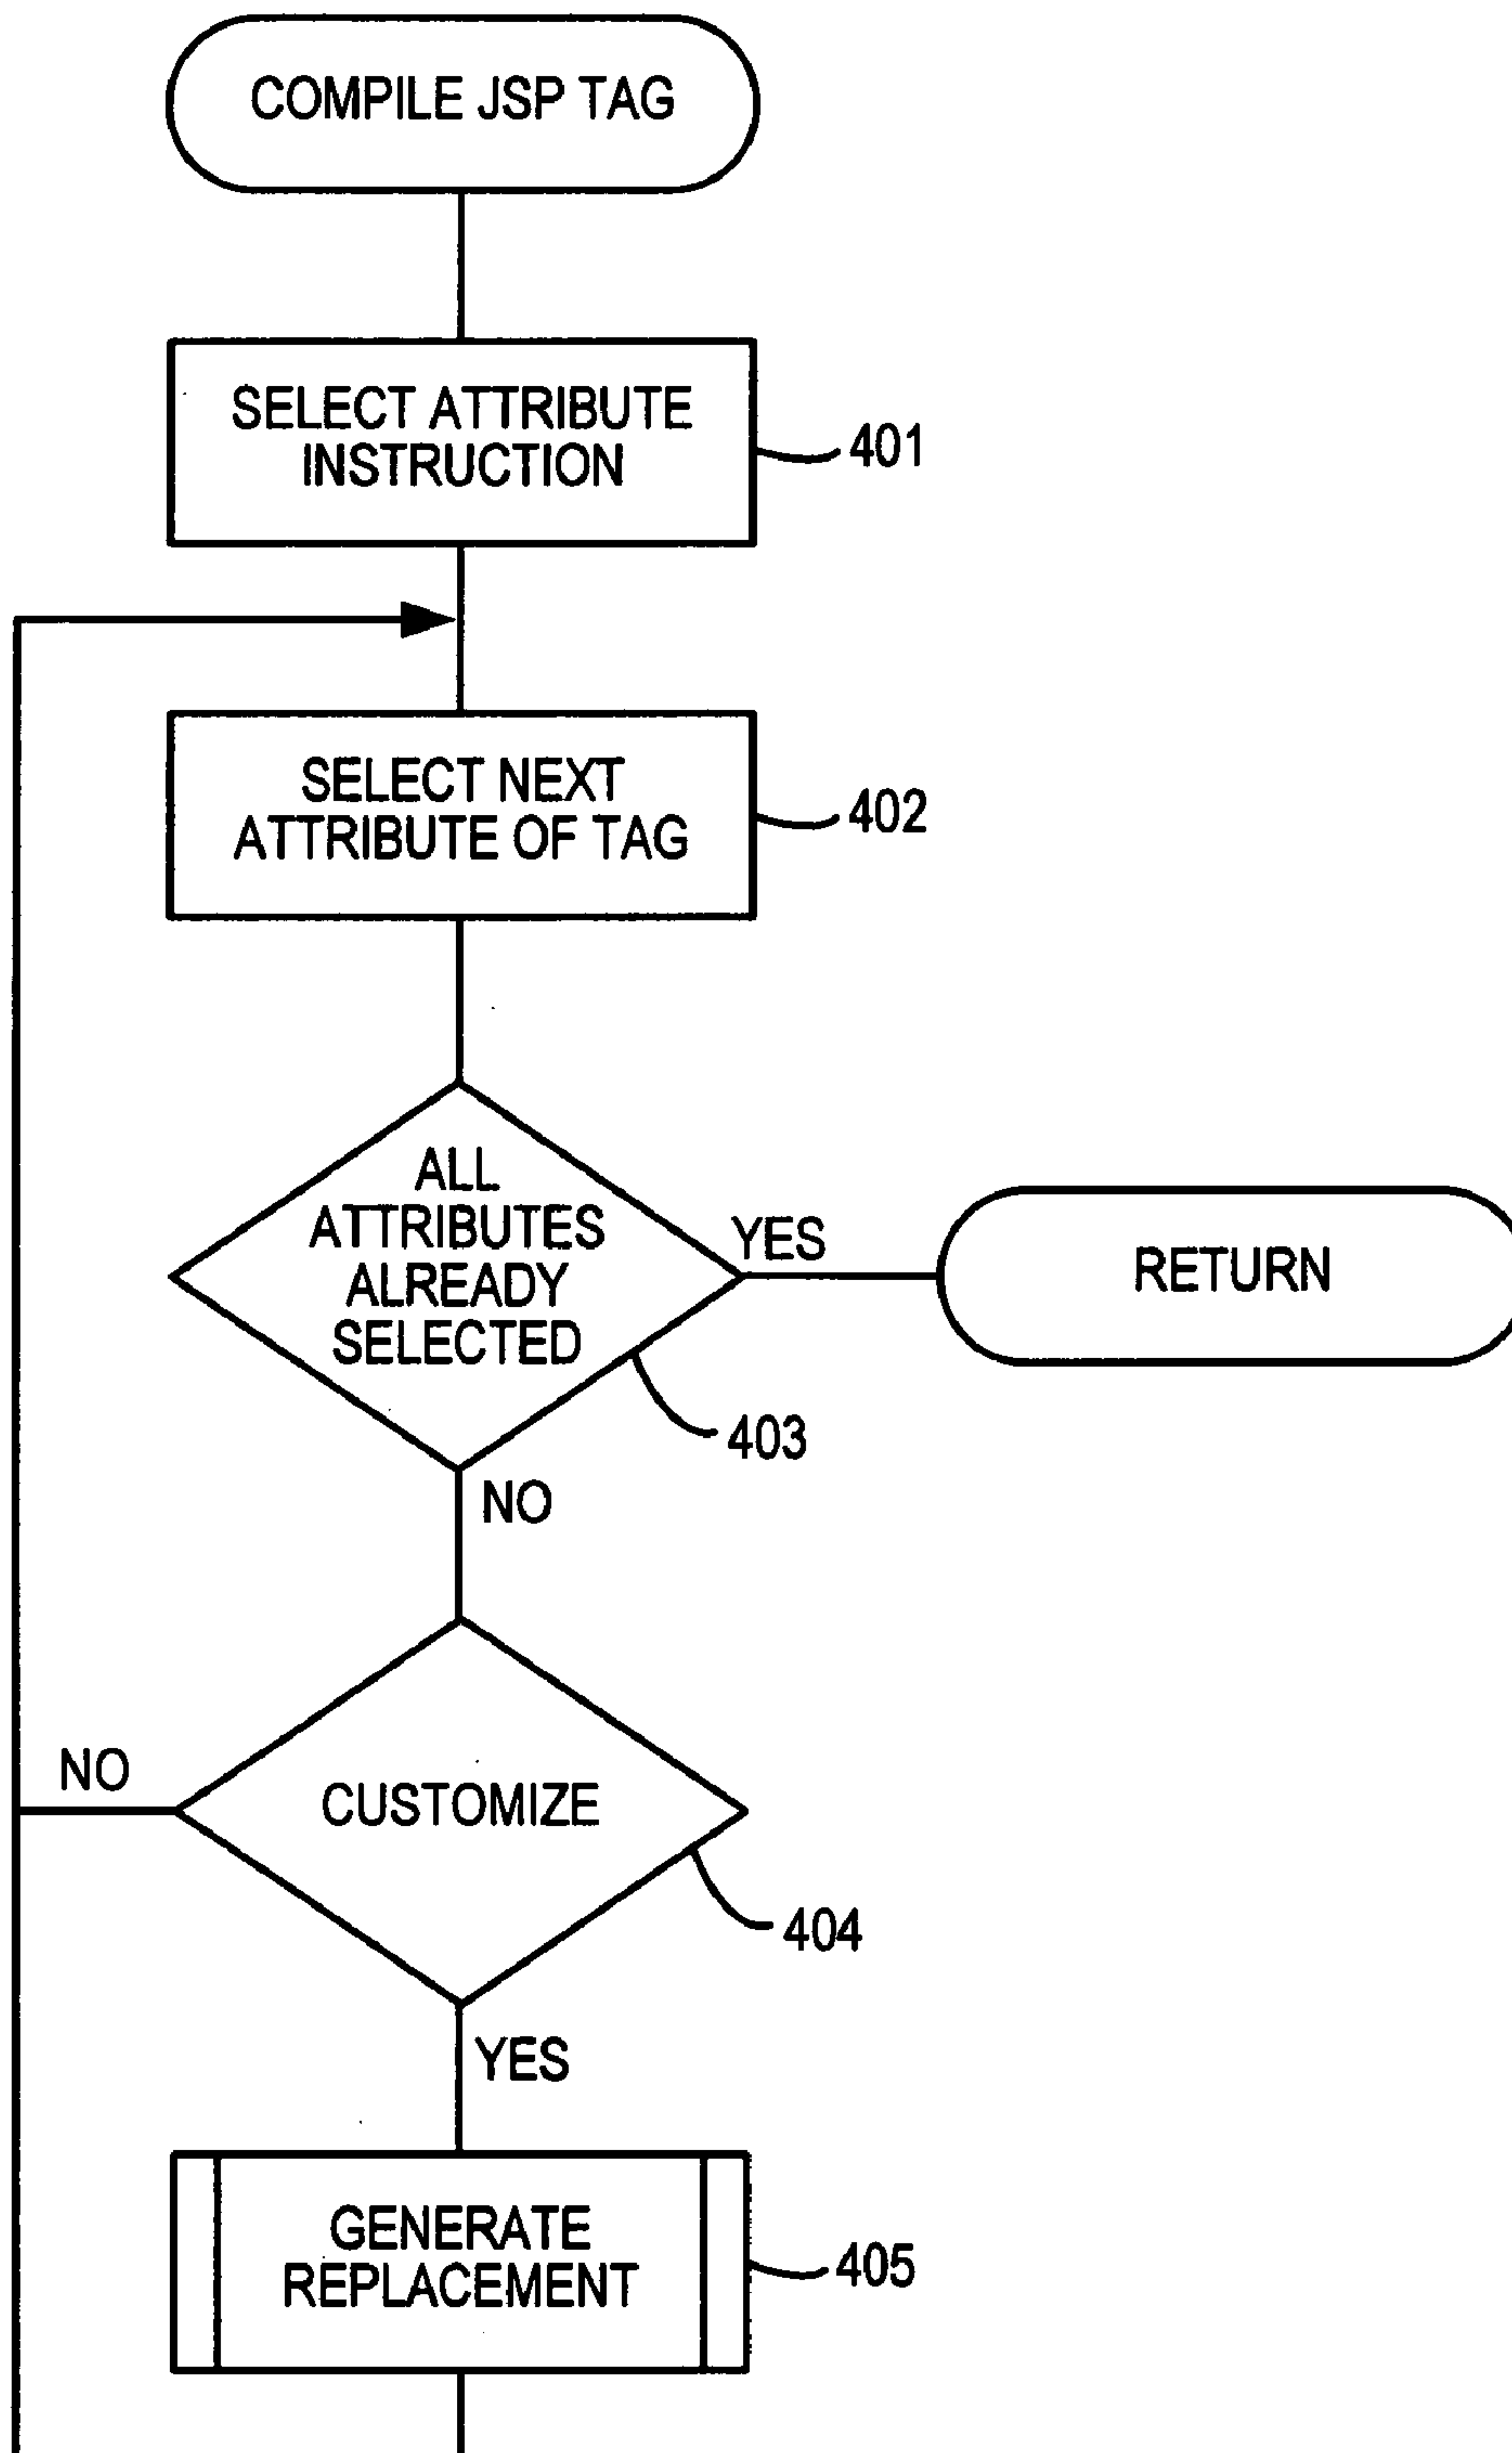 COMPILE JSP TAG
SELECT ATTRIBUTE
INSTRUCTION
401
SELECT NEXT
ATTRIBUTE OF TAG
402
ALL
ATTRIBUTES
ALREADY
SELECTED
YES
RETURN
403
NO
NO
CUSTOMIZE
404
YES
GENERATE
REPLACEMENT
405